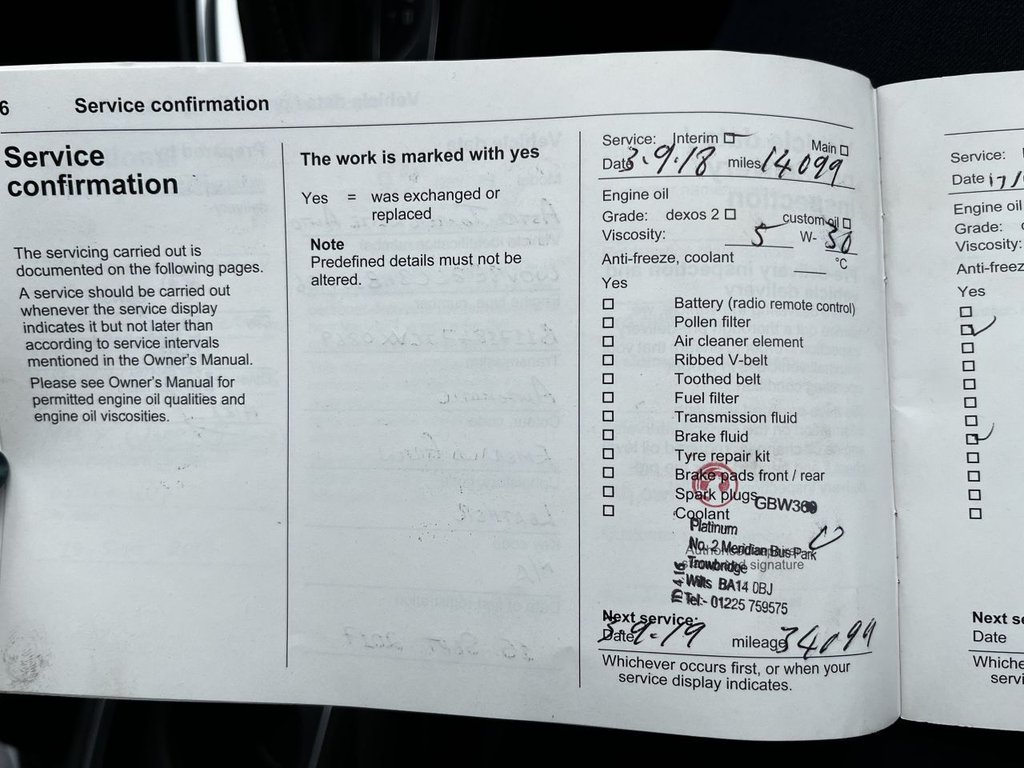 6
Service confirmation
Service
confirmation
The servicing carried out is
documented on the following pages.
A service should be carried out
whenever the service display
indicates it but not later than
according to service intervals
mentioned in the Owner's Manual.
Please see Owner's Manual for
permitted engine oil qualities and
engine oil viscosities.
The work is marked with yes
Yes = was exchanged or
replaced
Note
Predefined details must not be
altered.
Service: Interim ☐ Main ☐
Date 3.9.18 miles 14099
Engine oil
Grade: dexos 2 ☐ custom oil ☐
Viscosity: 5 W- 30
Anti-freeze, coolant °C
Yes
☐ Battery (radio remote control)
☐ Pollen filter
☐ Air cleaner element
☐ Ribbed V-belt
☐ Toothed belt
☐ Fuel filter
☐ Transmission fluid
☐ Brake fluid
☐ Tyre repair kit
☐ Brake pads front / rear
☐ Spark plugs
☐ Coolant
GBW360
Platinum
No. 2 Meridian Bus Park
Trowbridge
signature
Wilts BA14 0BJ
Tel:- 01225 759575
Next service:
Date 3.9.19 mileage 34099
Whichever occurs first, or when your
service display indicates.
Service:
Date 17/
Engine oil
Grade:
Viscosity:
Anti-freeze
Yes
Next se
Date
Whiche
servi